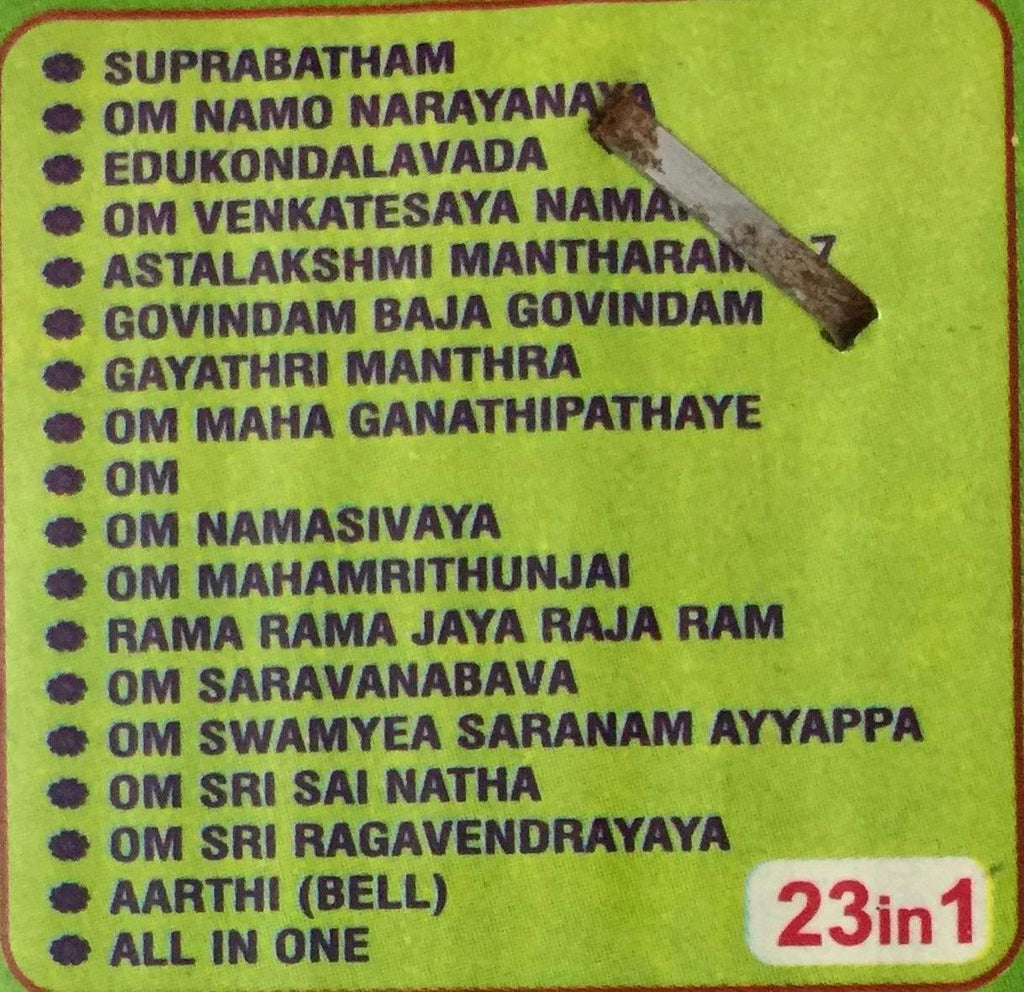 SUPRABATHAM
OM NAMO NARAYANAYA
EDUKONDALAVADA
OM VENKATESAYA
ASTALAKSHMI MANTHARAM 7
GOVINDAM BAJA GOVINDAM
GAYATHRI MANTHRA
OM MAHA GANATHIPATHAYE
OM
OM NAMASIVAYA
OM MAHAMRITHUNJAI
RAMA RAMA JAYA RAJA RAM
OM SARAVANABAVA
OM SWAMYEA SARANAM AYYAPPA
OM SRI SAI NATHA
OM SRI RAGAVENDRAYAYA
AARTHI (BELL)
ALL IN ONE
23in1